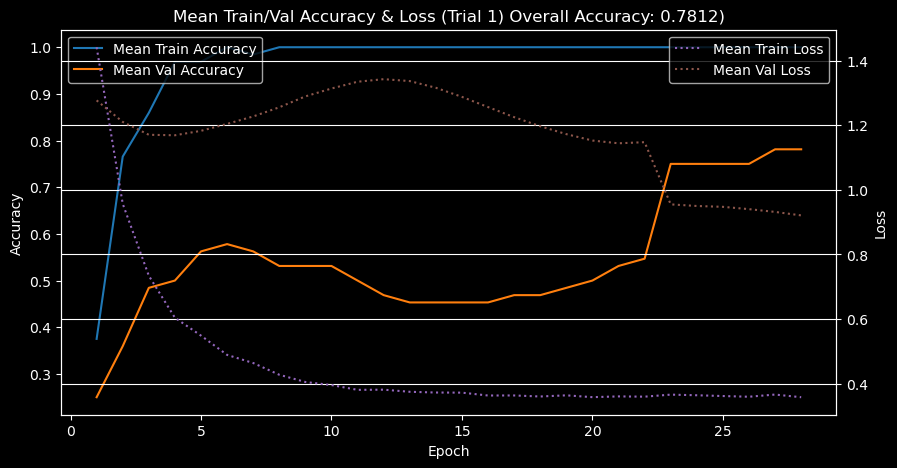 Mean Train/Val Accuracy & Loss (Trial 1) Overall Accuracy: 0.7812)
Mean Train Accuracy
Mean Val Accuracy
Mean Train Loss
Mean Val Loss
Accuracy
1.0
0.9
0.8
0.7
0.6
0.5
0.4
0.3
1.4
1.2
1.0
0.8
0.6
0.4
Loss
0 5 10 15 20 25
Epoch